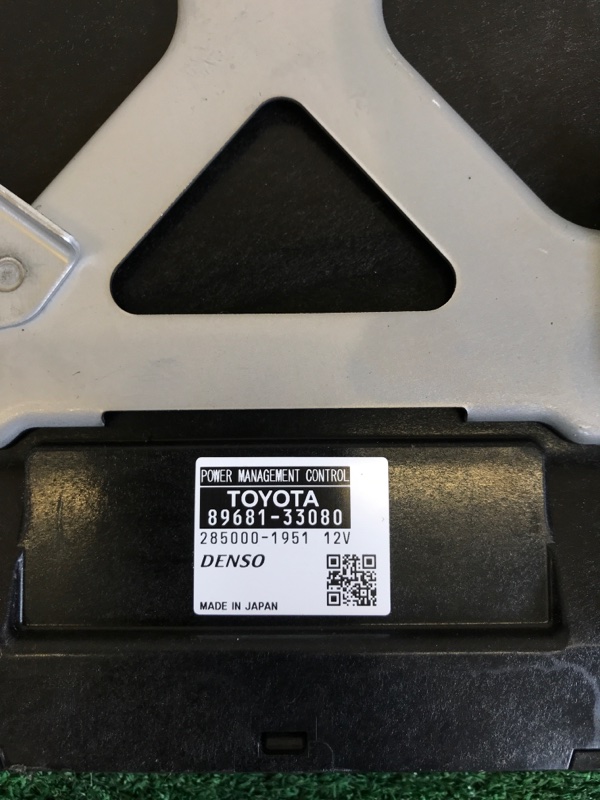 POWER MANAGEMENT CONTROL
TOYOTA
89681-33080
285000-1951 12V
DENSO
MADE IN JAPAN